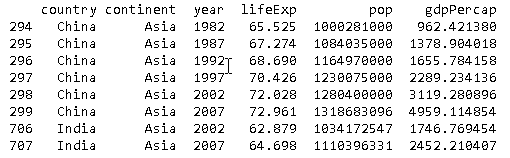 country continent year lifeExp pop gdpPercap
294 China Asia 1982 65.525 1000281000 962.421380
295 China Asia 1987 67.274 1084035000 1378.904018
296 China Asia 1992 68.690 1164970000 1655.784158
297 China Asia 1997 70.426 1230075000 2289.234136
298 China Asia 2002 72.028 1280400000 3119.280896
299 China Asia 2007 72.961 1318683096 4959.114854
706 India Asia 2002 62.879 1034172547 1746.769454
707 India Asia 2007 64.698 1110396331 2452.210407